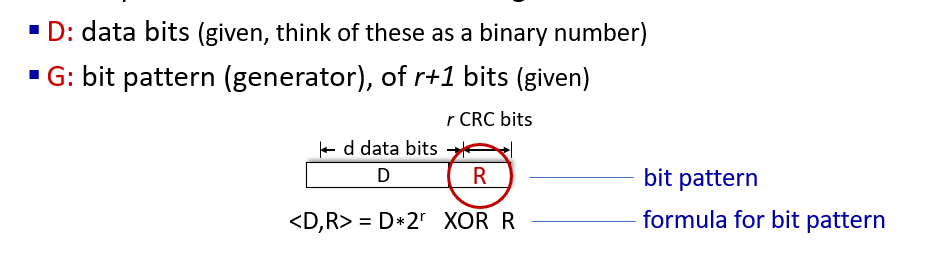 ▪ D: data bits (given, think of these as a binary number)
▪ G: bit pattern (generator), of r+1 bits (given)
r CRC bits
d data bits
D R bit pattern
<D,R> = D*2ʳ XOR R formula for bit pattern